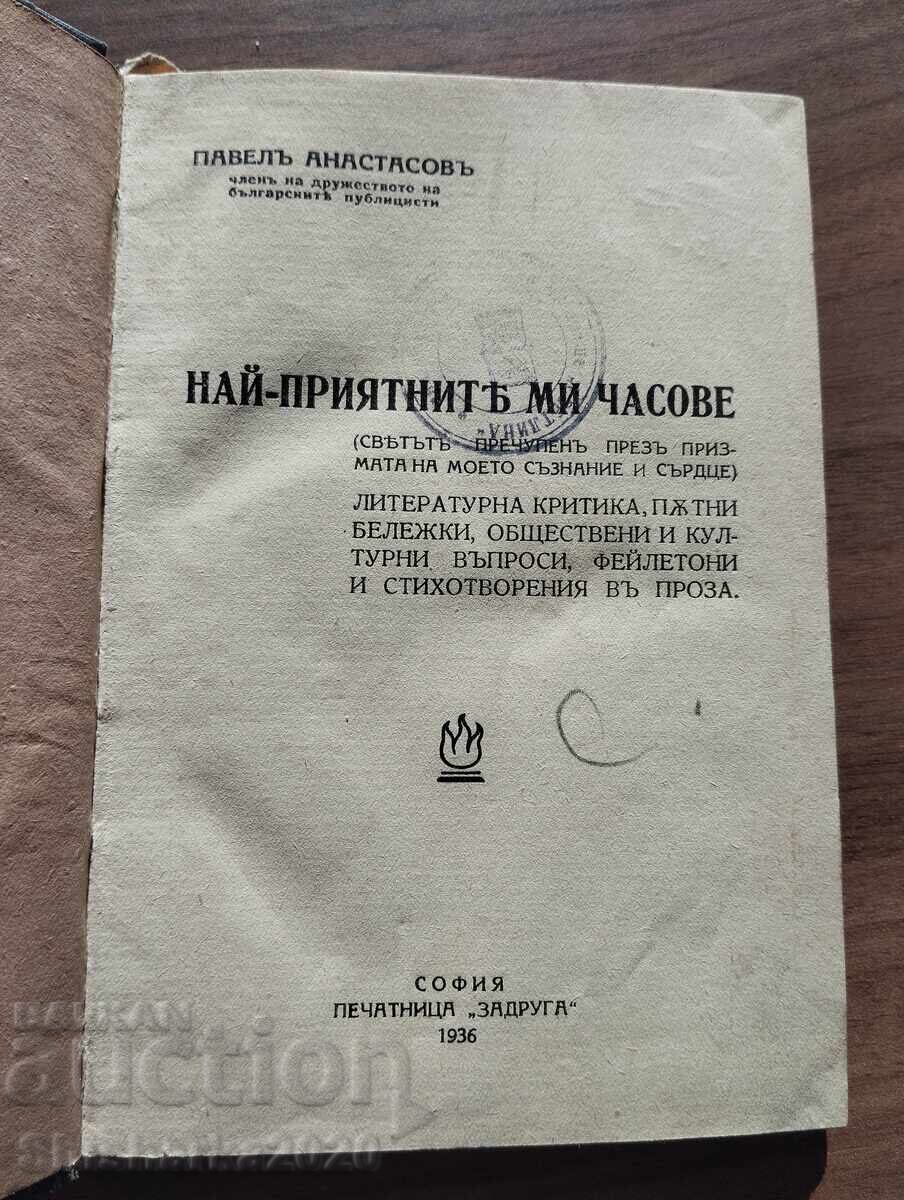 ПАВЕЛЪ АНАСТАСОВЪ
членъ на дружеството на
българскитѣ публицисти
НАЙ-ПРИЯТНИТѢ МИ ЧАСОВЕ
(СВѢТЪТЪ ПРЕЧУПЕНЪ ПРЕЗЪ ПРИЗ-
МАТА НА МОЕТО СЪЗНАНИЕ И СЪРДЦЕ)
ЛИТЕРАТУРНА КРИТИКА, ПѪТНИ
БЕЛЕЖКИ, ОБЩЕСТВЕНИ И КУЛ-
ТУРНИ ВЪПРОСИ, ФЕЙЛЕТОНИ
И СТИХОТВОРЕНИЯ ВЪ ПРОЗА.
СОФИЯ
ПЕЧАТНИЦА „ЗАДРУГА“
1936
BALKAN
auction